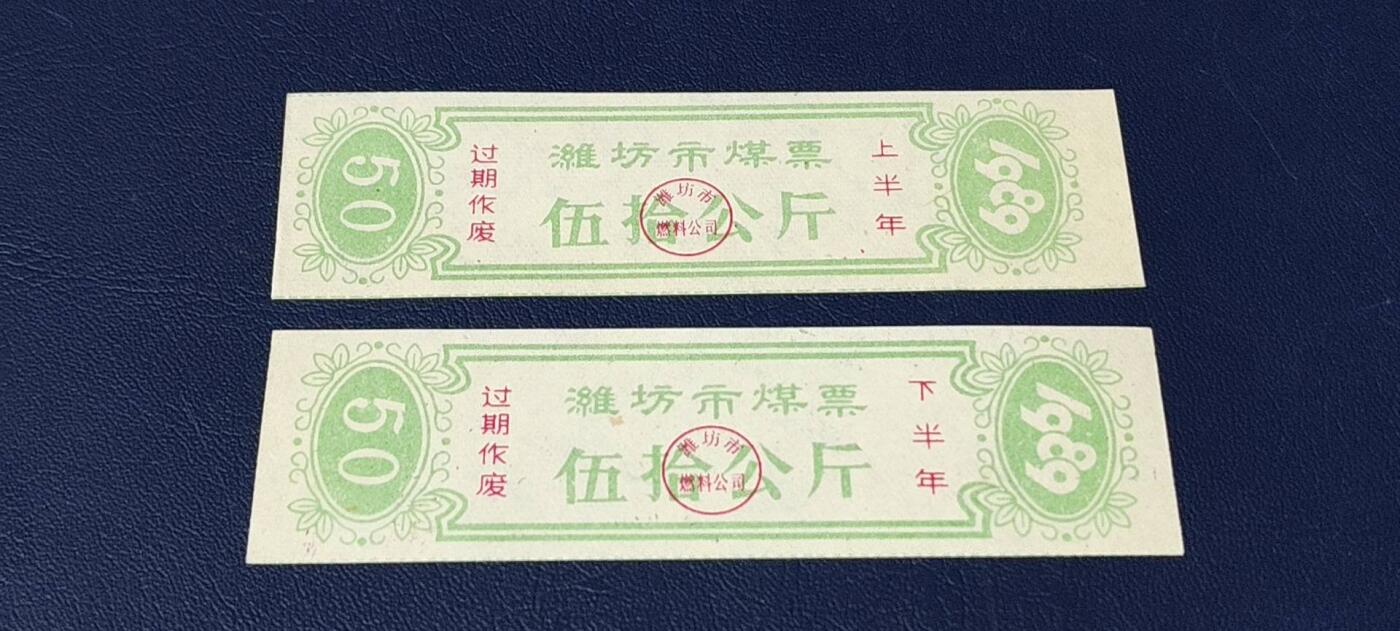 50
过期作废
潍坊市煤票
伍拾公斤
潍坊市
燃料公司
上半年
1989
50
过期作废
潍坊市煤票
伍拾公斤
潍坊市
燃料公司
下半年
1989